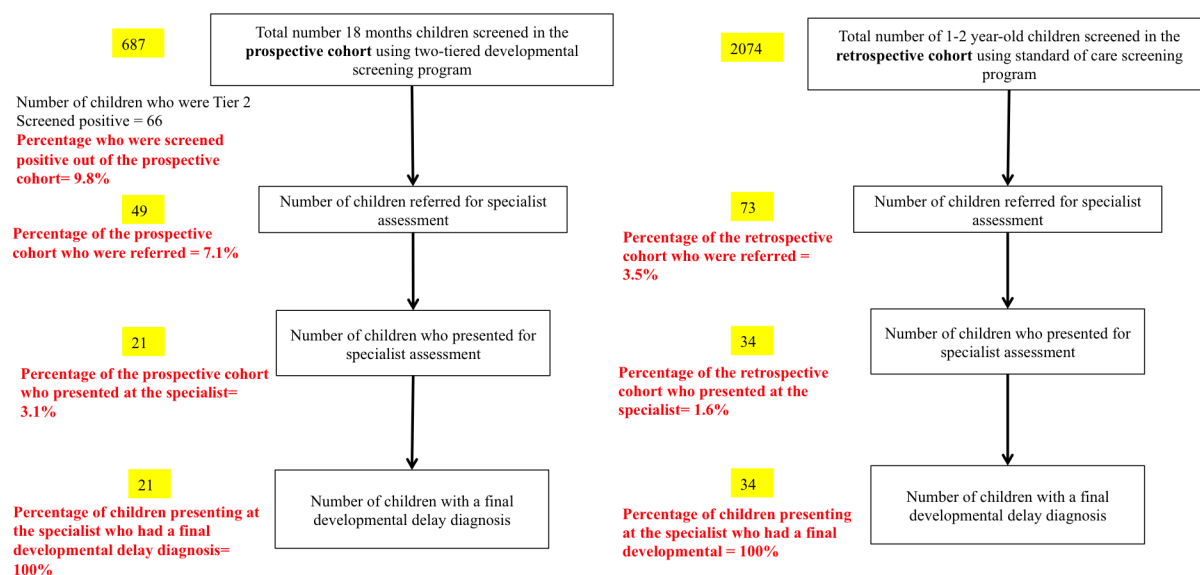 687
Total number 18 months children screened in the
prospective cohort using two-tiered developmental
screening program
Number of children who were Tier 2
Screened positive = 66
Percentage who were screened
positive out of the prospective
cohort= 9.8%
49
Number of children referred for specialist
assessment
Percentage of the prospective
cohort who were referred = 7.1%
21
Number of children who presented for
specialist assessment
Percentage of the prospective cohort
who presented at the specialist=
3.1%
21
Number of children with a final
developmental delay diagnosis
Percentage of children presenting at
the specialist who had a final
developmental delay diagnosis=
100%
2074
Total number of 1-2 year-old children screened in the
retrospective cohort using standard of care screening
program
73
Number of children referred for specialist
assessment
Percentage of the retrospective
cohort who were referred =
3.5%
34
Number of children who presented for
specialist assessment
Percentage of the retrospective
cohort who presented at the
specialist= 1.6%
34
Number of children with a final
developmental delay diagnosis
Percentage of children presenting
at the specialist who had a final
developmental = 100%